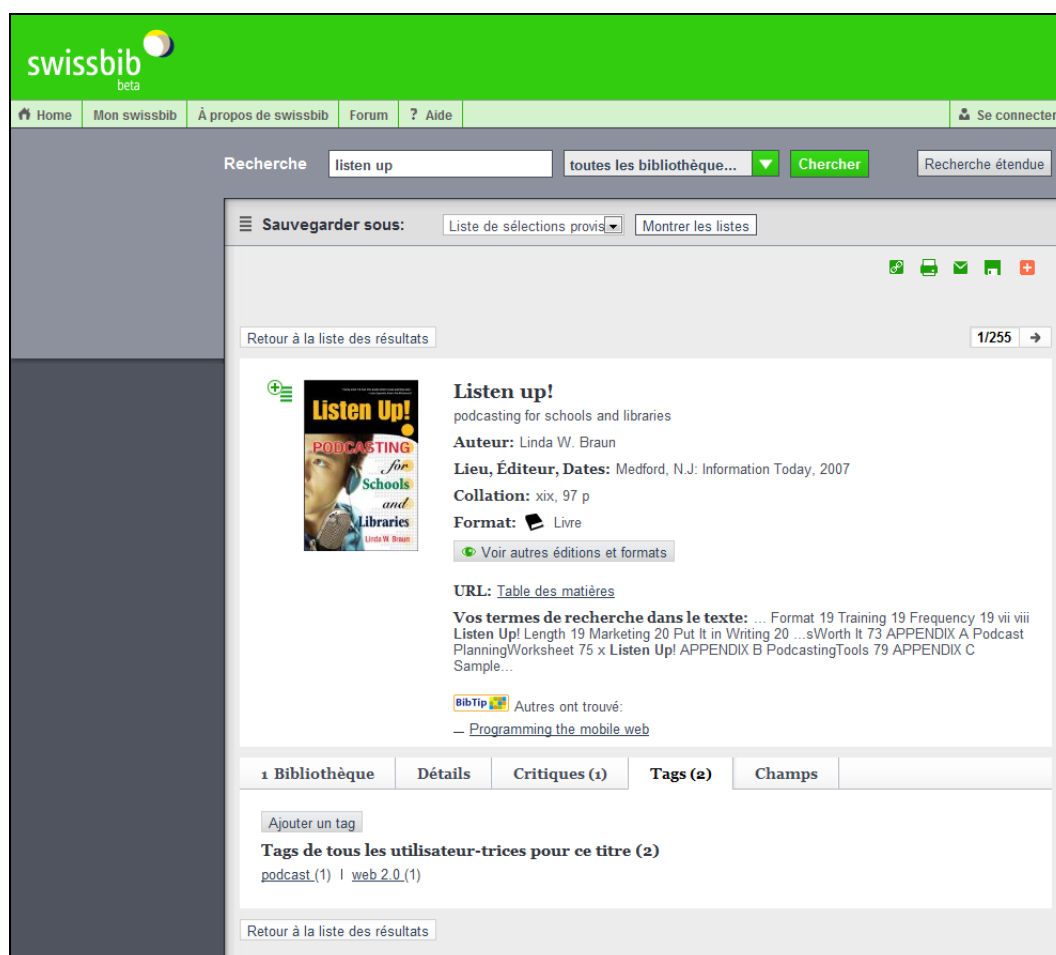 swissbib
beta
Home Mon swissbib À propos de swissbib Forum ? Aide Se connecter
Recherche listen up toutes les bibliothèque... Chercher Recherche étendue
Sauvegarder sous: Liste de sélections provis Montrer les listes
Retour à la liste des résultats 1/255
Listen Up!
PODCASTING
for
Schools
and
Libraries
Linda W. Braun
Listen up!
podcasting for schools and libraries
Auteur: Linda W. Braun
Lieu, Éditeur, Dates: Medford, N.J: Information Today, 2007
Collation: xix, 97 p
Format: Livre
Voir autres éditions et formats
URL: Table des matières
Vos termes de recherche dans le texte: ... Format 19 Training 19 Frequency 19 vii viii
Listen Up! Length 19 Marketing 20 Put It in Writing 20 ...sWorth It 73 APPENDIX A Podcast
PlanningWorksheet 75 x Listen Up! APPENDIX B PodcastingTools 79 APPENDIX C
Sample...
BibTip Autres ont trouvé:
— Programming the mobile web
1 Bibliothèque Détails Critiques (1) Tags (2) Champs
Ajouter un tag
Tags de tous les utilisateur-trices pour ce titre (2)
podcast (1) | web 2.0 (1)
Retour à la liste des résultats